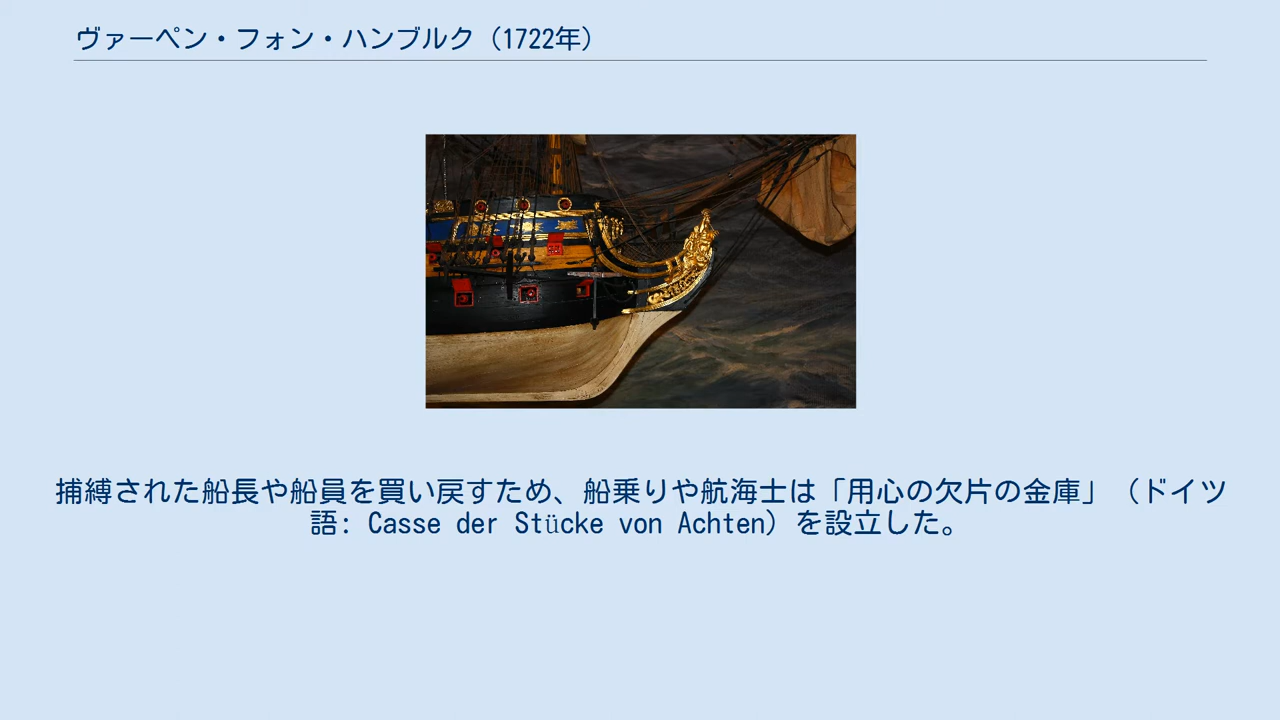 ヴァーペン・フォン・ハンブルク（1722年）
捕縛された船長や船員を買い戻すため、船乗りや航海士は「用心の欠片の金庫」（ドイツ
語: Casse der Stücke von Achten）を設立した。